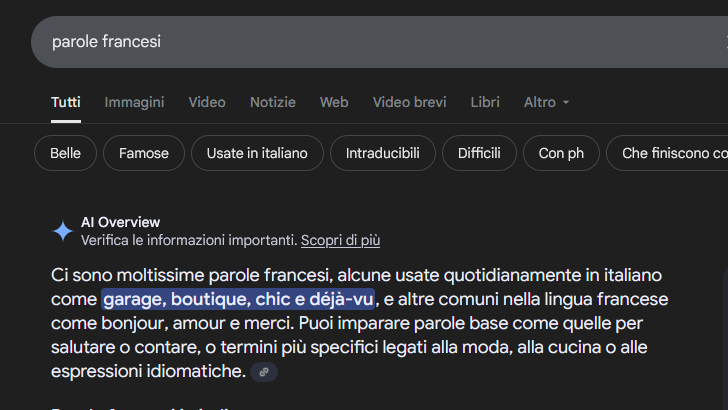 parole francesi
Tutti Immagini Video Notizie Web Video brevi Libri Altro
Belle Famose Usate in italiano Intraducibili Difficili Con ph Che finiscono co
AI Overview
Verifica le informazioni importanti. Scopri di più
Ci sono moltissime parole francesi, alcune usate quotidianamente in italiano
come garage, boutique, chic e déjà-vu, e altre comuni nella lingua francese
come bonjour, amour e merci. Puoi imparare parole base come quelle per
salutare o contare, o termini più specifici legati alla moda, alla cucina o alle
espressioni idiomatiche.